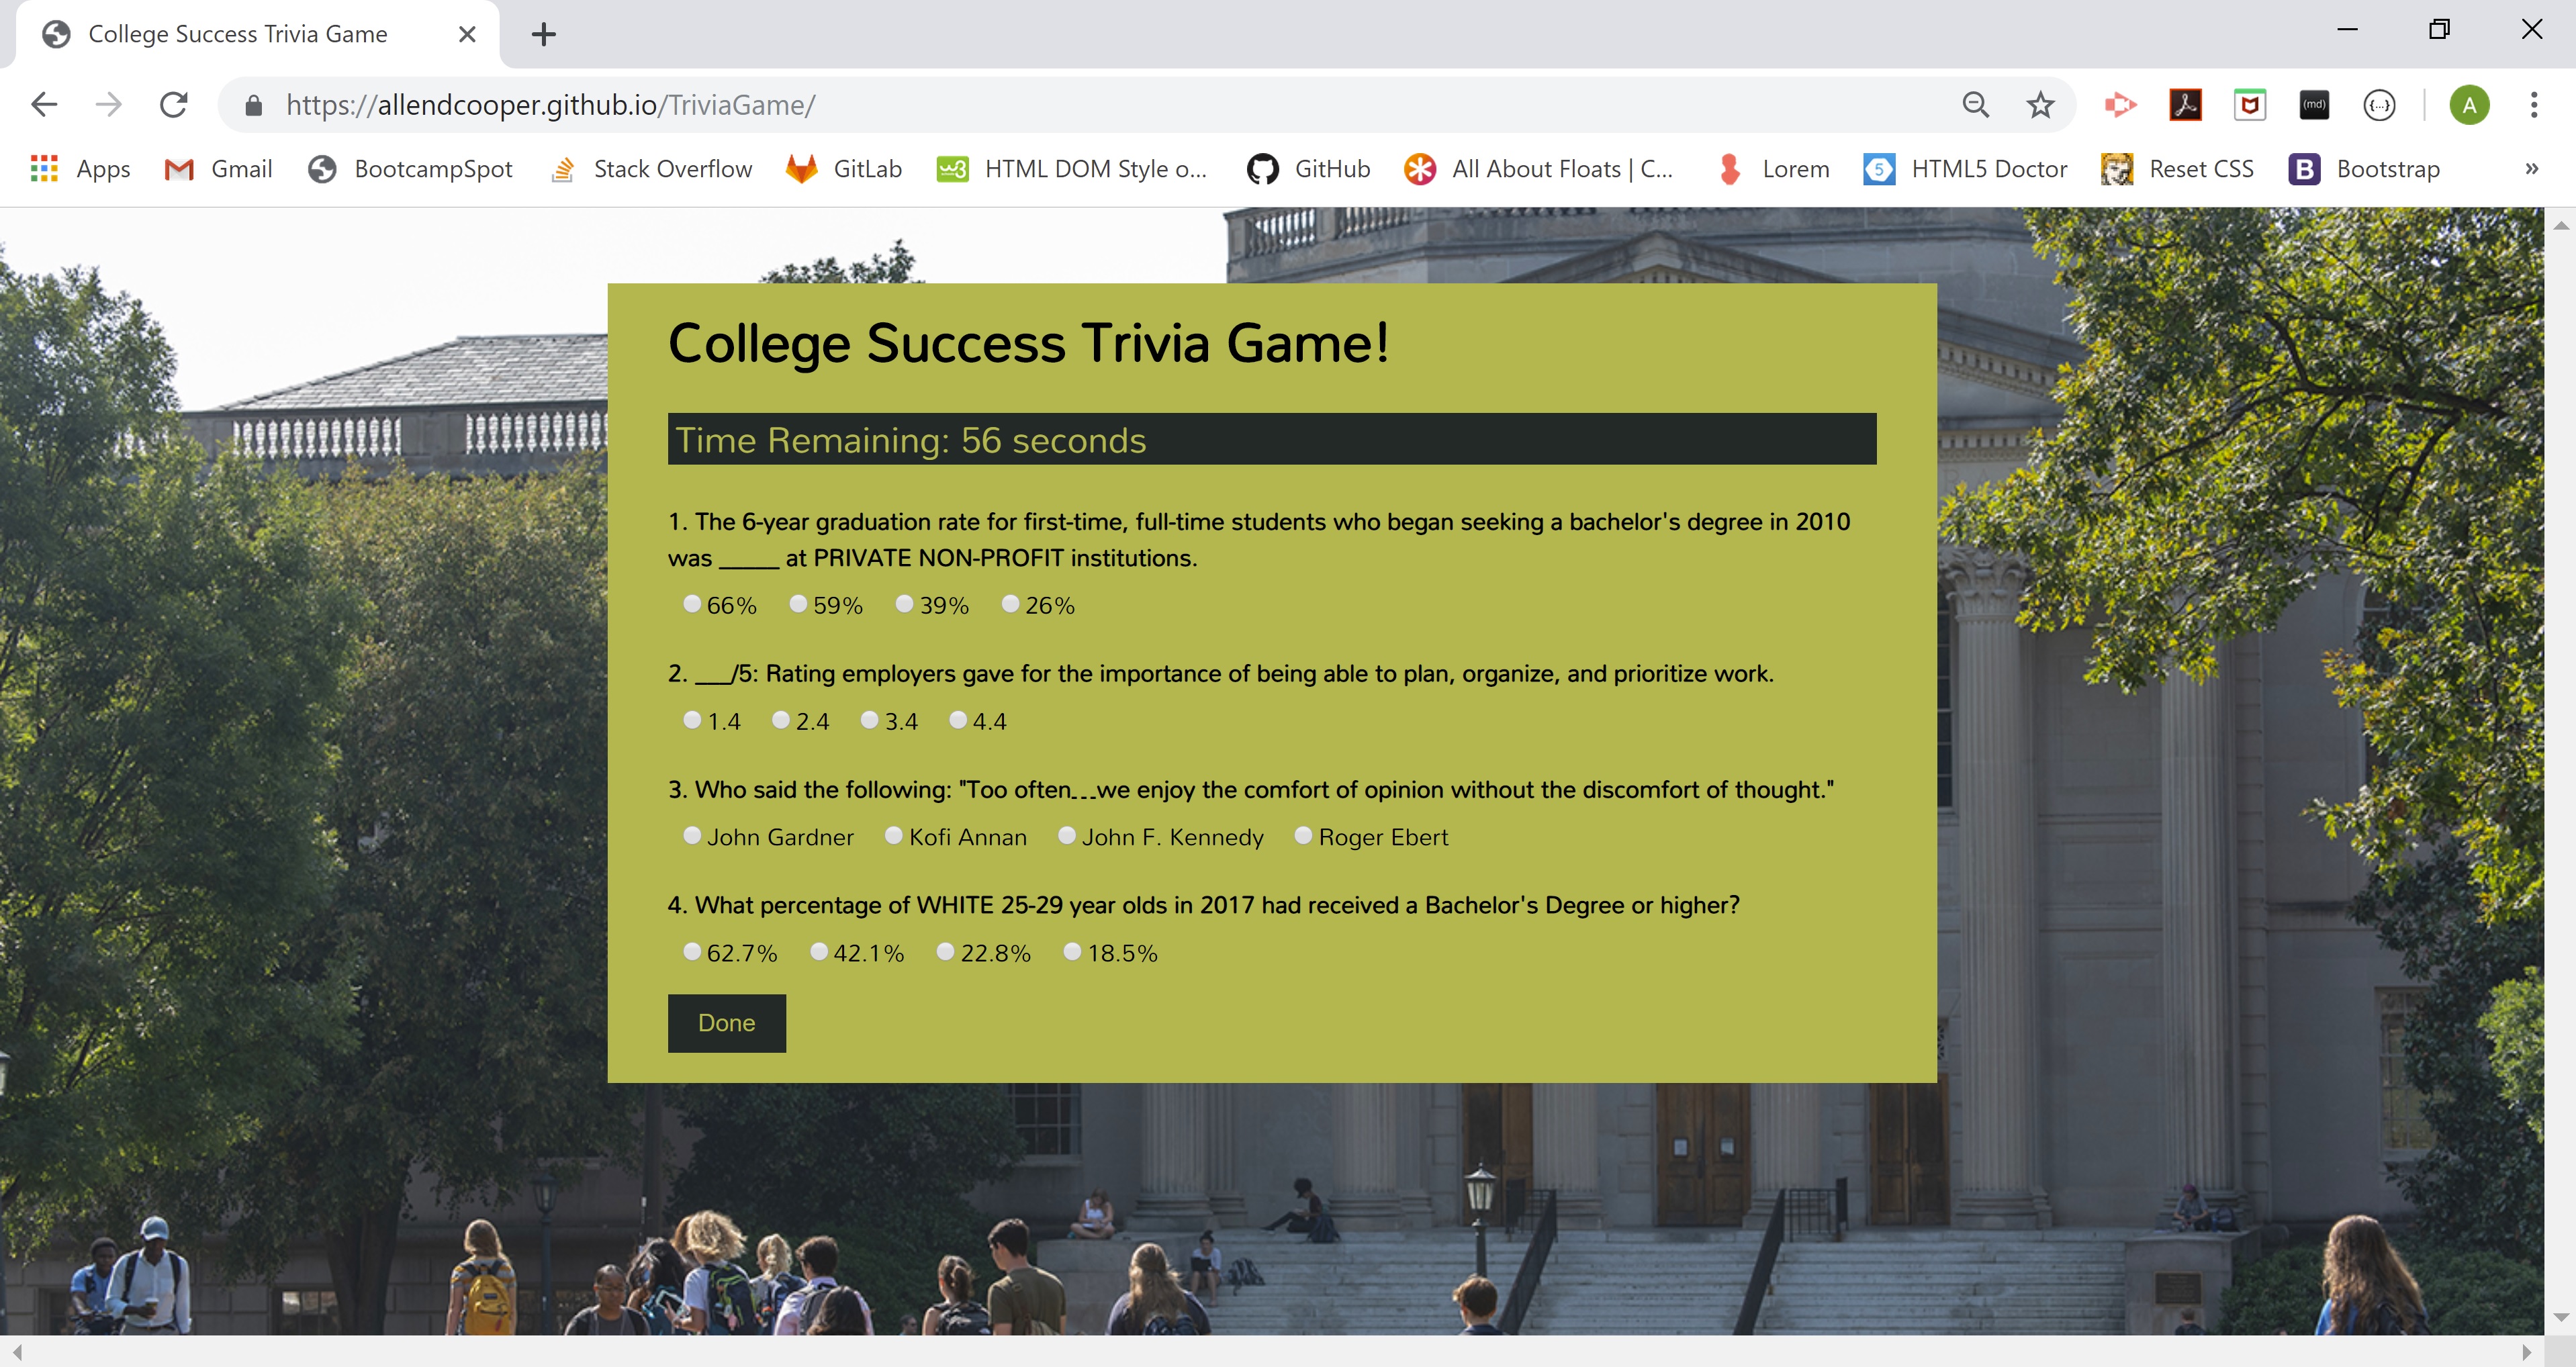 College Success Trivia Game
https://allendcooper.github.io/TriviaGame/
(md)
{...}
A
Apps Gmail BootcampSpot Stack Overflow GitLab w3 HTML DOM Style o... GitHub All About Floats | C... Lorem 5 HTML5 Doctor Reset CSS B Bootstrap »
College Success Trivia Game!
Time Remaining: 56 seconds
1. The 6-year graduation rate for first-time, full-time students who began seeking a bachelor's degree in 2010
was _____ at PRIVATE NON-PROFIT institutions.
66% 59% 39% 26%
2. ___/5: Rating employers gave for the importance of being able to plan, organize, and prioritize work.
1.4 2.4 3.4 4.4
3. Who said the following: "Too often...we enjoy the comfort of opinion without the discomfort of thought."
John Gardner Kofi Annan John F. Kennedy Roger Ebert
4. What percentage of WHITE 25-29 year olds in 2017 had received a Bachelor's Degree or higher?
62.7% 42.1% 22.8% 18.5%
Done